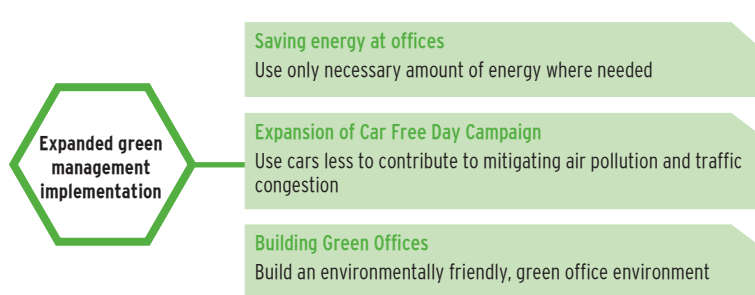 Expanded green
management
implementation
Saving energy at offices
Use only necessary amount of energy where needed
Expansion of Car Free Day Campaign
Use cars less to contribute to mitigating air pollution and traffic
congestion
Building Green Offices
Build an environmentally friendly, green office environment